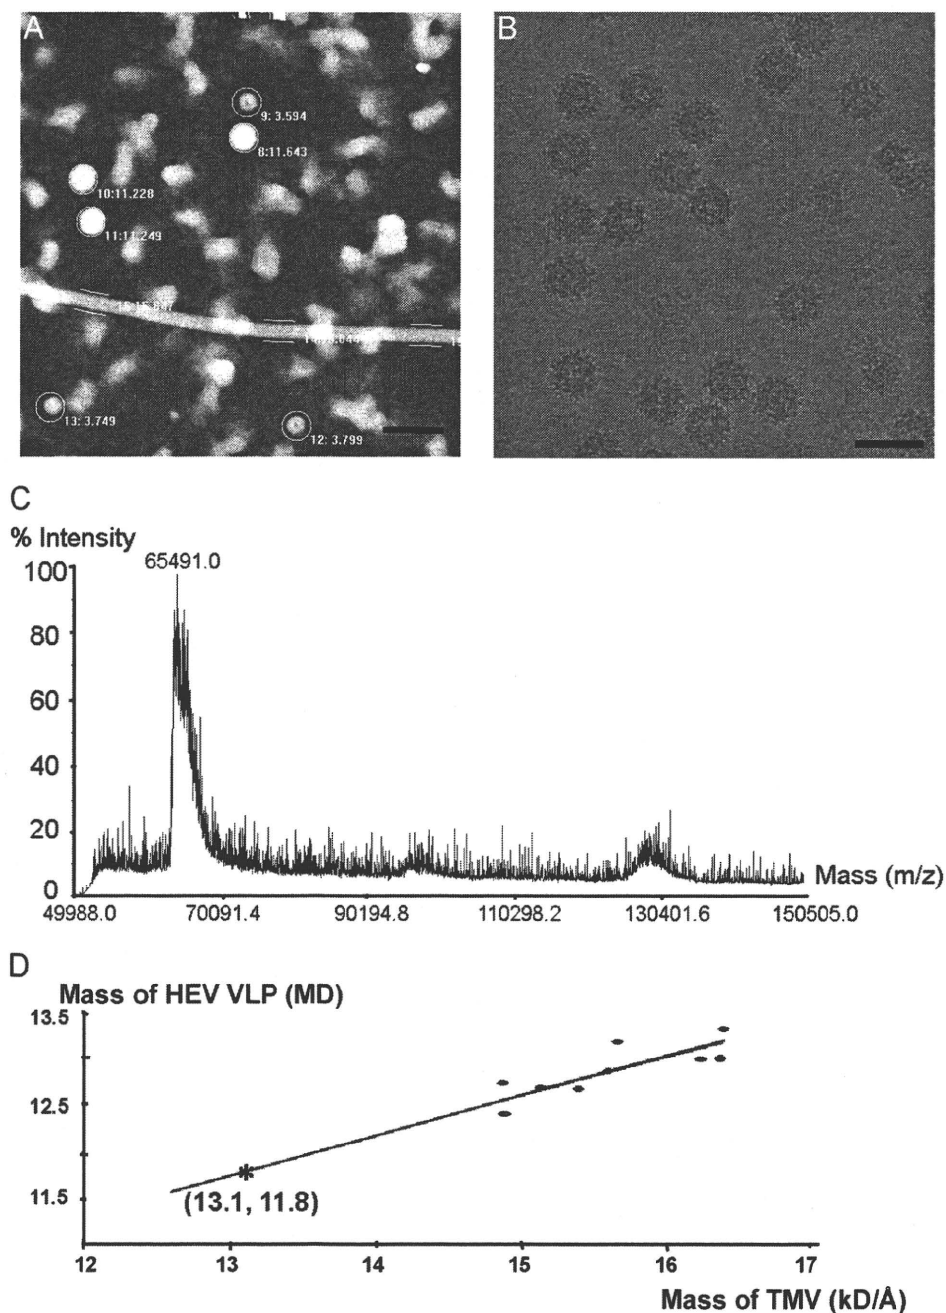 A
B
9: 3.594
8:11.643
10:11.228
11:11.249
13: 3.749
12: 3.799
C
% Intensity
65491.0
100
80
60
40
20
0
Mass (m/z)
49988.0 70091.4 90194.8 110298.2 130401.6 150505.0
D
Mass of HEV VLP (MD)
13.5
12.5
11.5
(13.1, 11.8)
12 13 14 15 16 17
Mass of TMV (kD/Å)